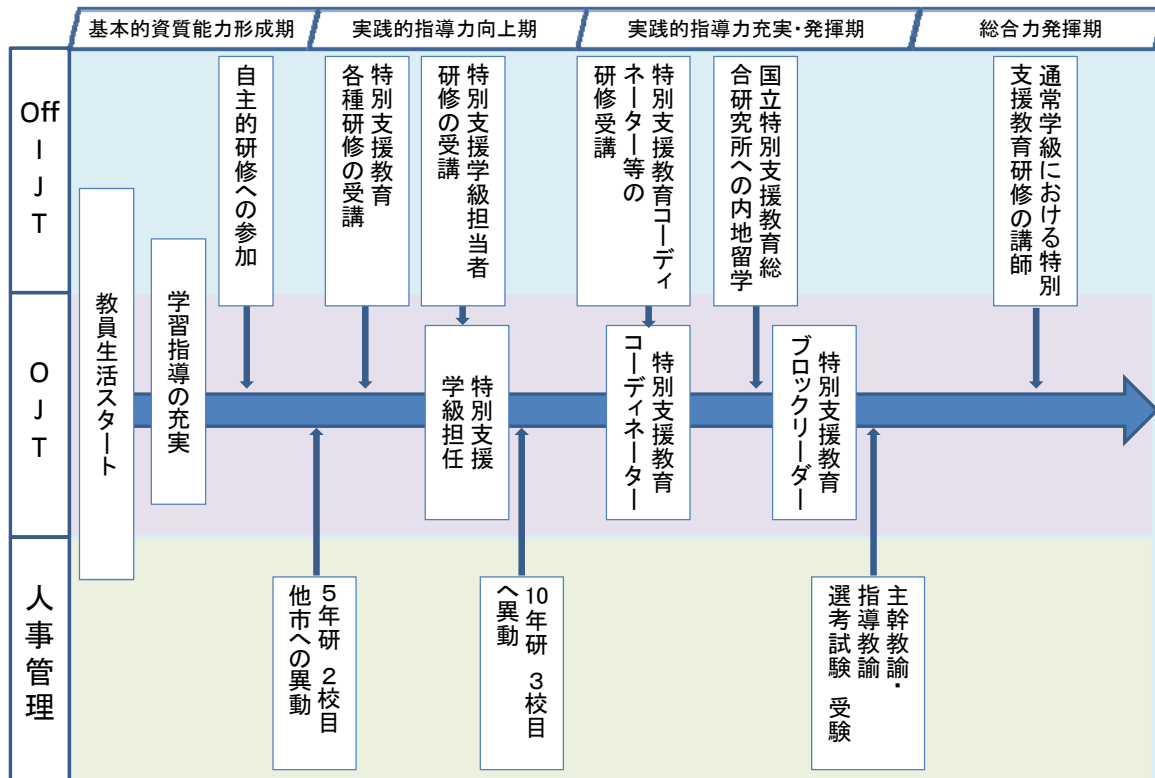 基本的資質能力形成期
実践的指導力向上期
実践的指導力充実・発揮期
総合力発揮期
Off
ー
J
T
自主的研修への参加
特別支援教育
各種研修の受講
特別支援学級担当者
研修の受講
特別支援教育コーディ
ネーター等の
研修受講
国立特別支援教育総
合研究所への内地留学
通常学級における特別
支援教育研修の講師
O
J
T
教員生活スタート
学習指導の充実
特別支援
学級担任
特別支援教育
コーディネーター
特別支援教育
ブロックリーダー
人事管理
5年研 2校目
他市への異動
10年研 3校目
へ異動
主幹教諭・
指導教諭
選考試験 受験